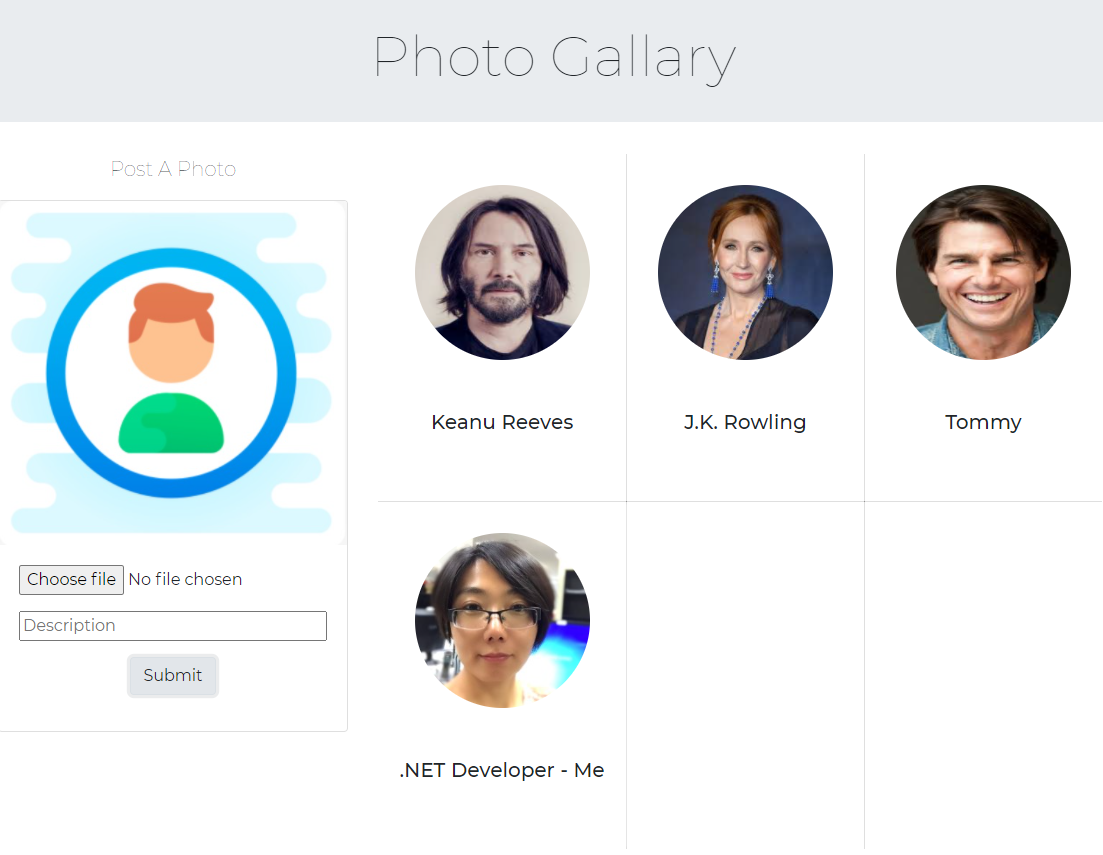 Photo Gallary
Post A Photo
Choose file No file chosen
Description
Submit
Keanu Reeves
J.K. Rowling
Tommy
.NET Developer - Me